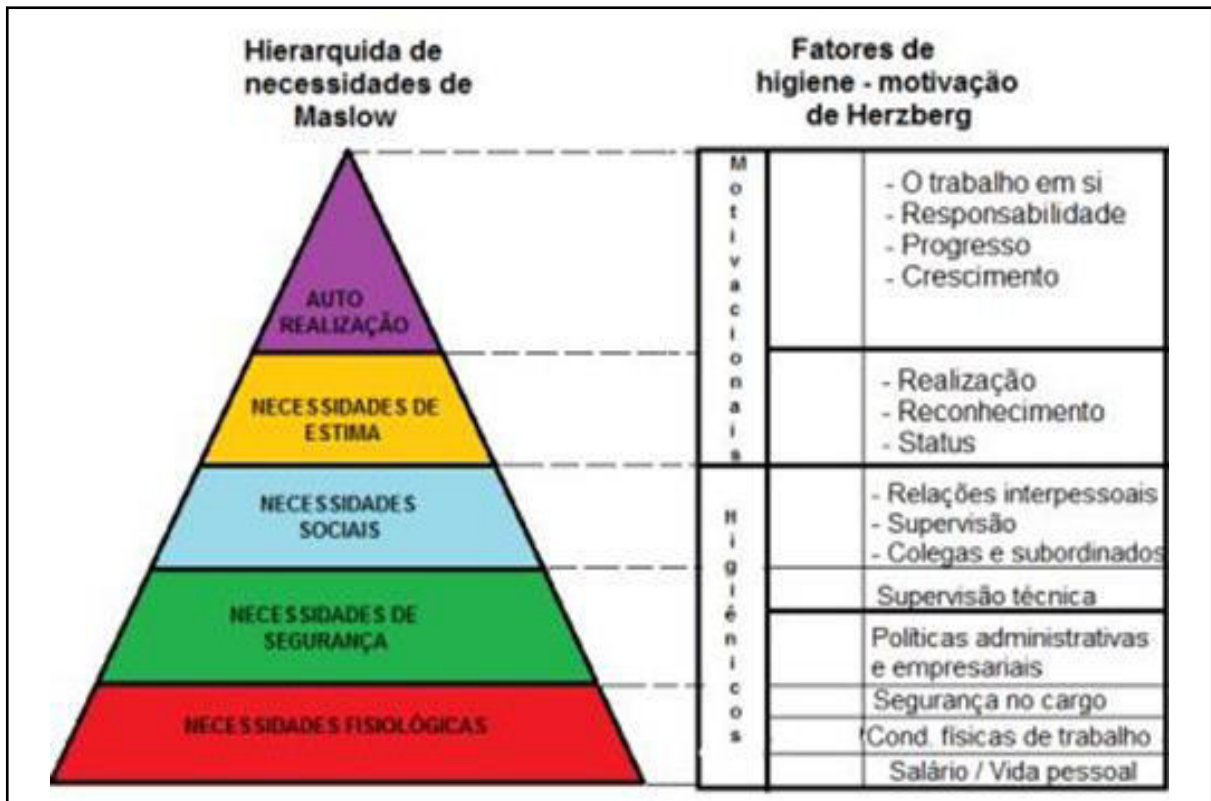 Hierarquida de
necessidades de
Maslow
Fatores de
higiene - motivação
de Herzberg
AUTO
REALIZAÇÃO
NECESSIDADES DE
ESTIMA
NECESSIDADES
SOCIAIS
NECESSIDADES DE
SEGURANÇA
NECESSIDADES FISIOLÓGICAS
Motivacionais
- O trabalho em si
- Responsabilidade
- Progresso
- Crescimento
- Realização
- Reconhecimento
- Status
Higiênicos
- Relações interpessoais
- Supervisão
- Colegas e subordinados
Supervisão técnica
Políticas administrativas
e empresariais
Segurança no cargo
Cond. físicas de trabalho
Salário / Vida pessoal